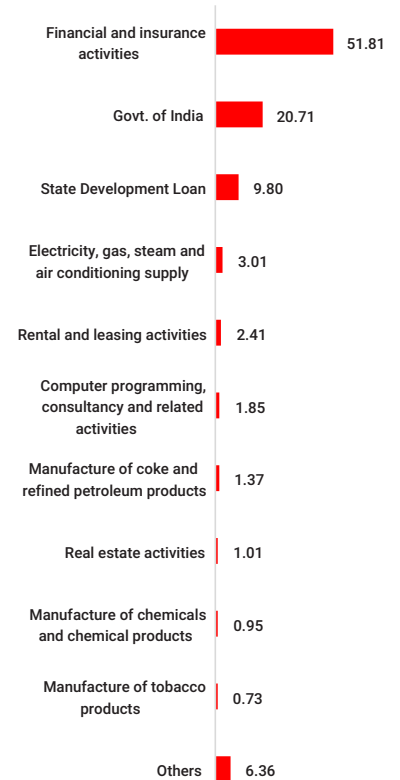 Financial and insurance
activities
51.81
Govt. of India
20.71
State Development Loan
9.80
Electricity, gas, steam and
air conditioning supply
3.01
Rental and leasing activities
2.41
Computer programming,
consultancy and related
activities
1.85
Manufacture of coke and
refined petroleum products
1.37
Real estate activities
1.01
Manufacture of chemicals
and chemical products
0.95
Manufacture of tobacco
products
0.73
Others
6.36